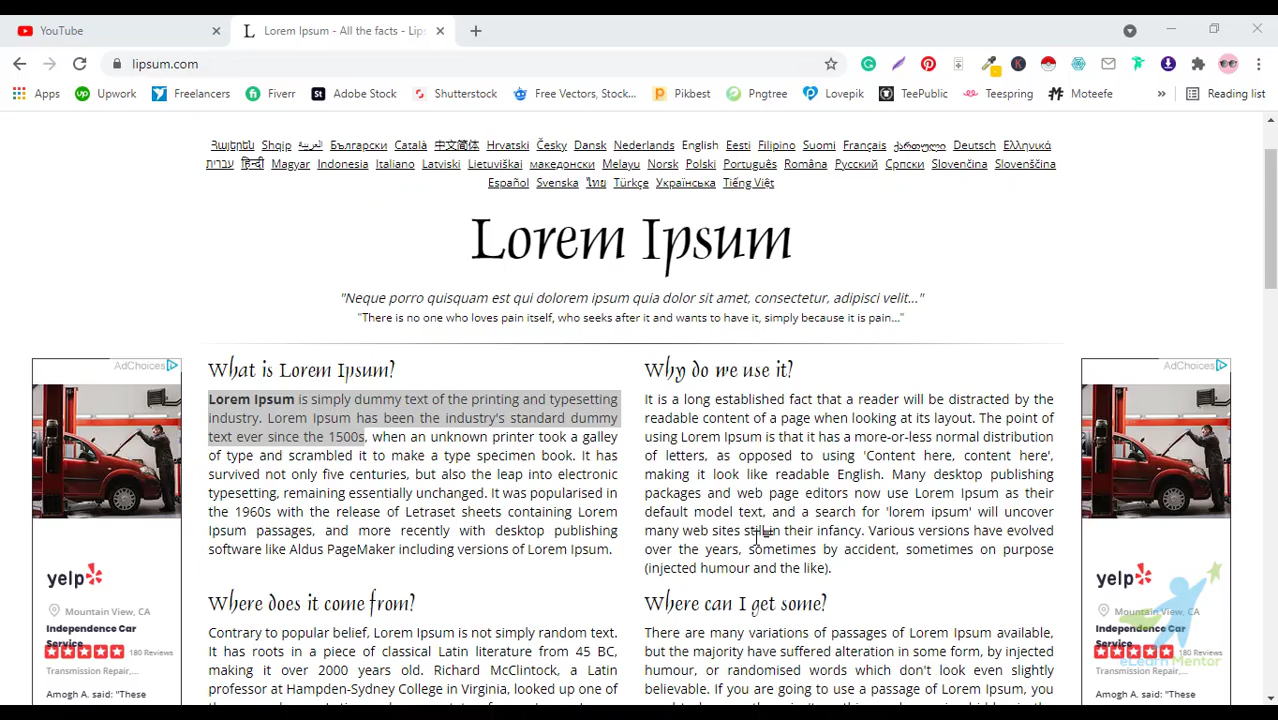 YouTube
Lorem Ipsum - All the facts - Lips
lipsum.com
Apps Upwork Freelancers Fiverr Adobe Stock Shutterstock Free Vectors, Stock... Pikbest Pngtree Lovepik TeePublic Teespring Moteefe » Reading list
Հայերեն Shqip العربية Български Català 中文简体 Hrvatski Česky Dansk Nederlands English Eesti Filipino Suomi Français ქართული Deutsch Ελληνικά
עברית हिन्दी Magyar Indonesia Italiano Latviski Lietuviškai македонски Melayu Norsk Polski Português Româna Русский Српски Slovenčina Slovenščina
Español Svenska ไทย Türkçe Українська Tiếng Việt
Lorem Ipsum
"Neque porro quisquam est qui dolorem ipsum quia dolor sit amet, consectetur, adipisci velit..."
"There is no one who loves pain itself, who seeks after it and wants to have it, simply because it is pain..."
AdChoices
yelp
Mountain View, CA
Independence Car
Service
180 Reviews
Transmission Repair,...
Amogh A. said: "These
What is Lorem Ipsum?
Lorem Ipsum is simply dummy text of the printing and typesetting
industry. Lorem Ipsum has been the industry's standard dummy
text ever since the 1500s, when an unknown printer took a galley
of type and scrambled it to make a type specimen book. It has
survived not only five centuries, but also the leap into electronic
typesetting, remaining essentially unchanged. It was popularised in
the 1960s with the release of Letraset sheets containing Lorem
Ipsum passages, and more recently with desktop publishing
software like Aldus PageMaker including versions of Lorem Ipsum.
Where does it come from?
Contrary to popular belief, Lorem Ipsum is not simply random text.
It has roots in a piece of classical Latin literature from 45 BC,
making it over 2000 years old. Richard McClintock, a Latin
professor at Hampden-Sydney College in Virginia, looked up one of
Why do we use it?
It is a long established fact that a reader will be distracted by the
readable content of a page when looking at its layout. The point of
using Lorem Ipsum is that it has a more-or-less normal distribution
of letters, as opposed to using 'Content here, content here',
making it look like readable English. Many desktop publishing
packages and web page editors now use Lorem Ipsum as their
default model text, and a search for 'lorem ipsum' will uncover
many web sites still in their infancy. Various versions have evolved
over the years, sometimes by accident, sometimes on purpose
(injected humour and the like).
Where can I get some?
There are many variations of passages of Lorem Ipsum available,
but the majority have suffered alteration in some form, by injected
humour, or randomised words which don't look even slightly
believable. If you are going to use a passage of Lorem Ipsum, you
AdChoices
yelp
Mountain View, CA
Independence Car
Service
180 Reviews
Transmission Repair,...
Amogh A. said: "These
eLearn Mentor